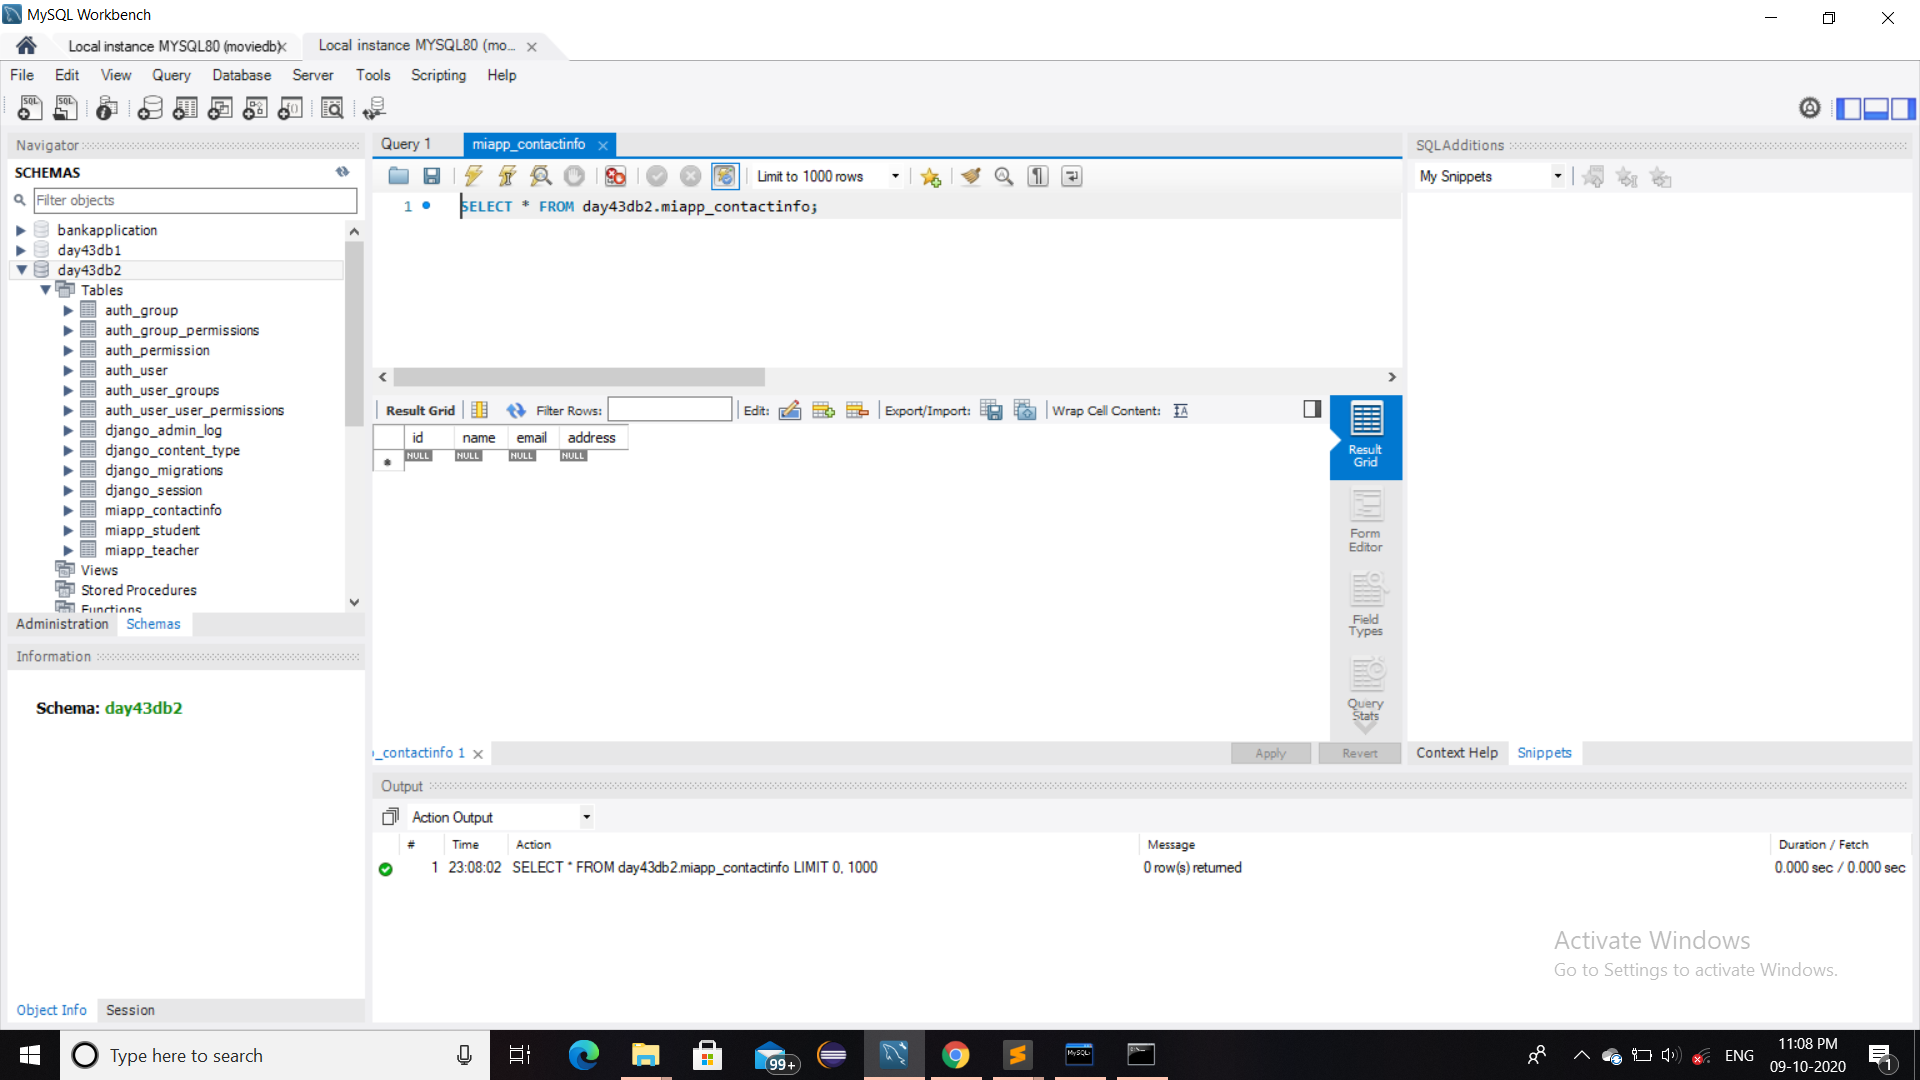 MySQL Workbench
Local instance MYSQL80 (moviedb)
Local instance MYSQL80 (mo...
File Edit View Query Database Server Tools Scripting Help
Navigator
SCHEMAS
Filter objects
bankapplication
day43db1
day43db2
Tables
auth_group
auth_group_permissions
auth_permission
auth_user
auth_user_groups
auth_user_user_permissions
django_admin_log
django_content_type
django_migrations
django_session
miapp_contactinfo
miapp_student
miapp_teacher
Views
Stored Procedures
Functions
Administration Schemas
Information
Schema: day43db2
Object Info Session
Query 1 miapp_contactinfo
Limit to 1000 rows
1 SELECT * FROM day43db2.miapp_contactinfo;
Result Grid Filter Rows: Edit: Export/Import: Wrap Cell Content:
id name email address
NULL NULL NULL NULL
Result
Grid
Form
Editor
Field
Types
Query
Stats
_contactinfo 1
Apply Revert
SQLAdditions
My Snippets
Context Help Snippets
Output
Action Output
# Time Action Message Duration / Fetch
1 23:08:02 SELECT * FROM day43db2.miapp_contactinfo LIMIT 0, 1000 0 row(s) returned 0.000 sec / 0.000 sec
Activate Windows
Go to Settings to activate Windows.
Type here to search
99+
ENG
11:08 PM
09-10-2020
1